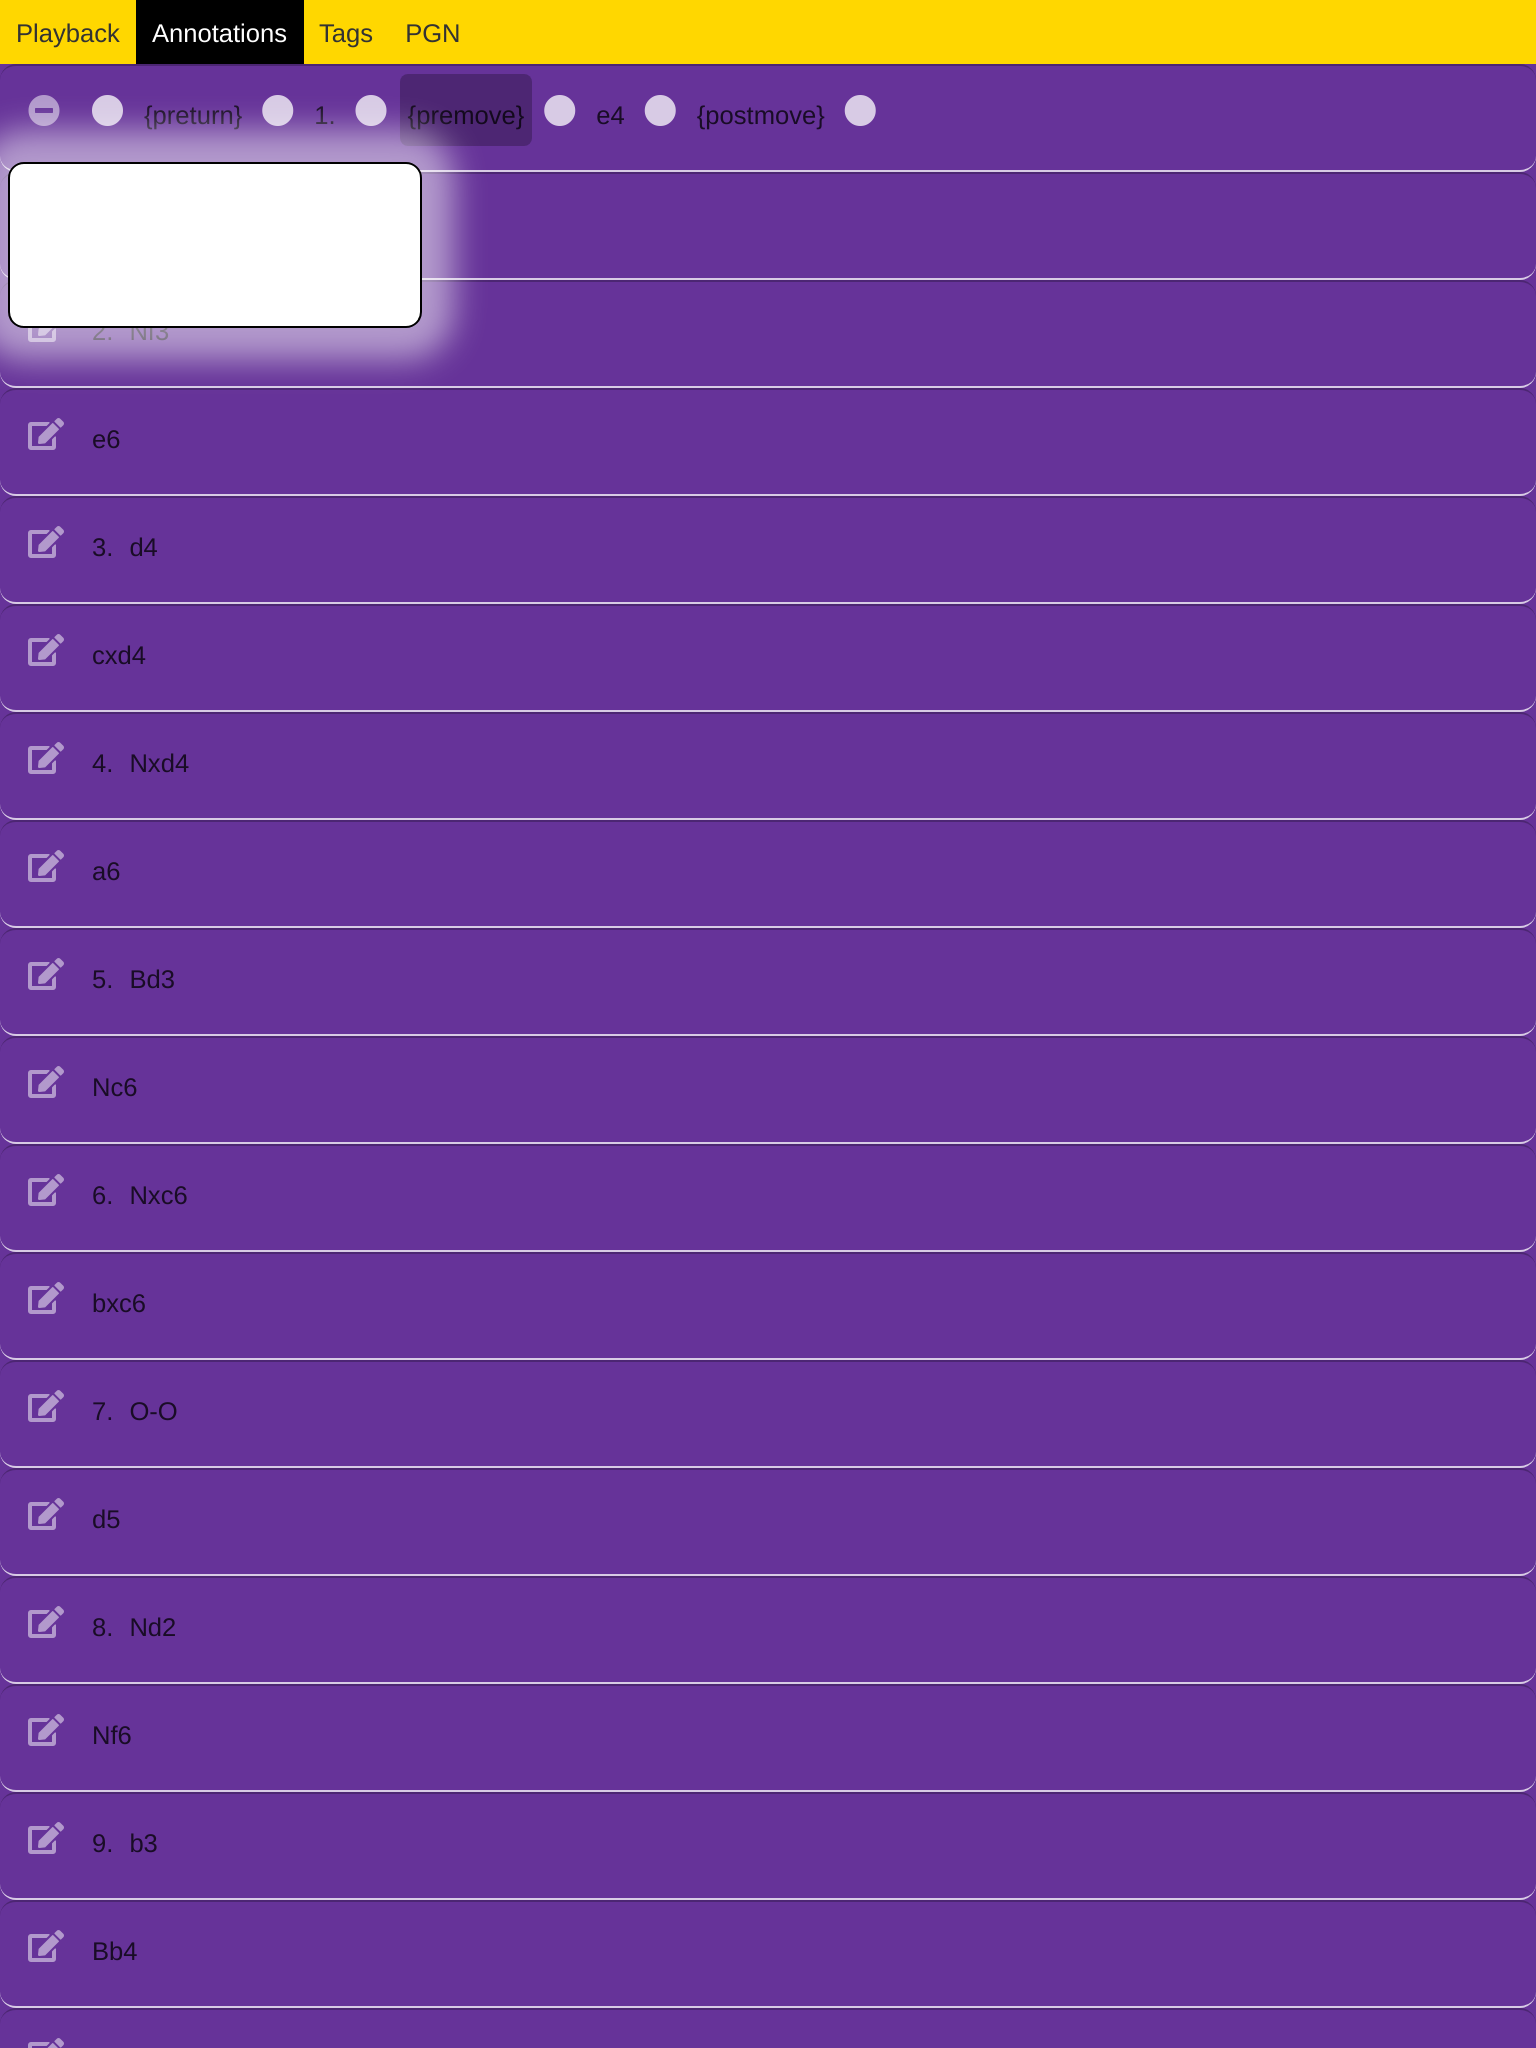 Playback Annotations Tags PGN
{preturn} 1. {premove} e4 {postmove}
2. Nf3
e6
3. d4
cxd4
4. Nxd4
a6
5. Bd3
Nc6
6. Nxc6
bxc6
7. O-O
d5
8. Nd2
Nf6
9. b3
Bb4